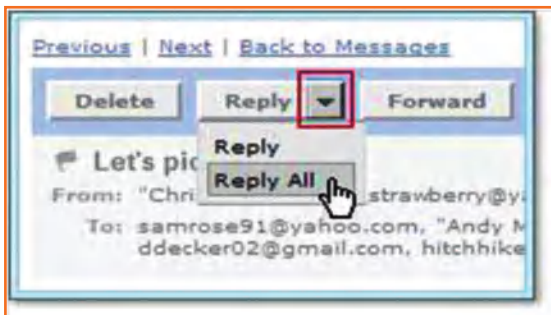 Previous | Next | Back to Messages
Delete Reply Forward
Reply
Reply All
Let's pic
From: "Chri strawberry@ya
To: samrose91@yahoo.com, "Andy M
ddecker02@gmail.com, hitchhike